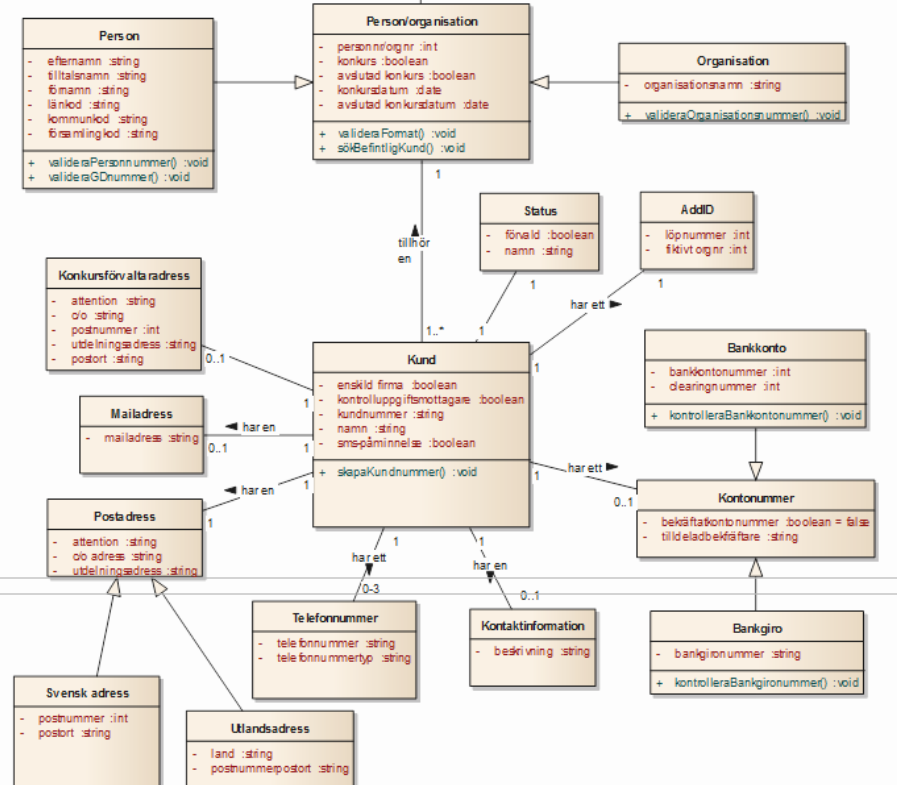 Person
- efternamn :string
- tilltalsnamn :string
- förnamn :string
- länkod :string
- kommunkod :string
- församlingkod :string
+ valideraPersonnummer() :void
+ valideraGDnummer() :void
Person/organisation
- personnr/orgnr :int
- konkurs :boolean
- avslutad konkurs :boolean
- konkursdatum :date
- avslutad konkursdatum :date
+ valideraFormat() :void
+ sökBefintligKund() :void
Organisation
- organisationsnamn :string
+ valideraOrganisationsnummer() :void
1
tillhör
en
1..*
Status
- förvald :boolean
- namn :string
1
1
AddID
- löpnummer :int
- fiktivt orgnr :int
1
har ett
1
Konkursförvaltaradress
- attention :string
- c/o :string
- postnummer :int
- utdelningsadress :string
- postort :string
0..1
1
Kund
- enskild firma :boolean
- kontrolluppgiftsmottagare :boolean
- kundnummer :string
- namn :string
- sms-påminnelse :boolean
+ skapaKundnummer() :void
Bankkonto
- bankkontonummer :int
- clearingnummer :int
+ kontrolleraBankkontonummer() :void
Mailadress
- mailadress :string
har en
0..1
1
har en
1
1
har ett
1
0..1
Kontonummer
- bekräftatkontonummer :boolean = false
- tilldeladbekräftare :string
Postadress
- attention :string
- c/o adress :string
- utdelningsadress :string
1
har ett
0-3
1
har en
0..1
Telefonnummer
- telefonnummer :string
- telefonnummertyp :string
Kontaktinformation
- beskrivning :string
Bankgiro
- bankgironummer :string
+ kontrolleraBankgironummer() :void
Svensk adress
- postnummer :int
- postort :string
Utlandsadress
- land :string
- postnummerpostort :string